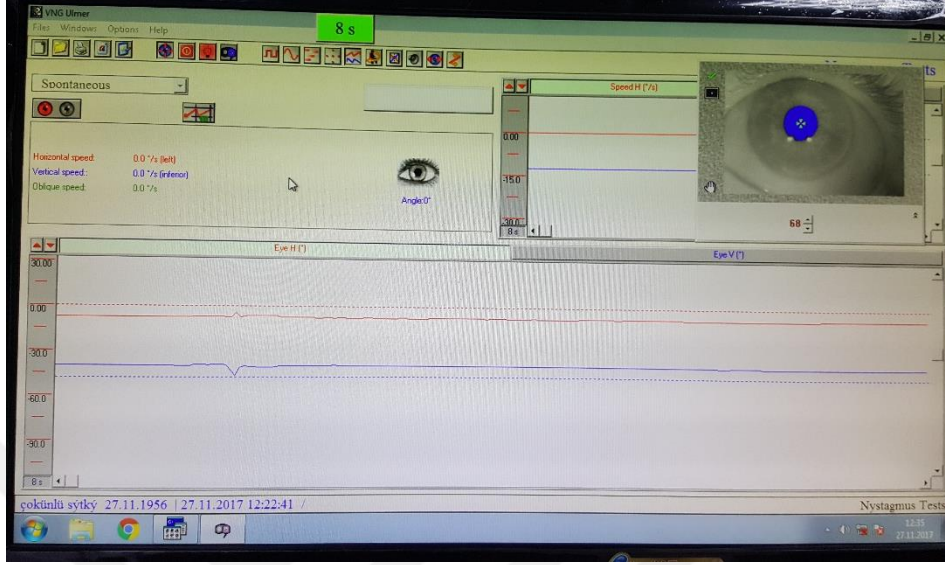 VNG Ulmer
Files Windows Options Help
8 s
ts
Spontaneous
Speed H (°/s)
0.00
-15.0
-30.0
8 s
Horizontal speed: 0.0 °/s (left)
Vertical speed: 0.0 °/s (inferior)
Oblique speed: 0.0 °/s
Angle:0°
68
Eye H (°)
Eye V (°)
30.00
0.00
-30.0
-60.0
-90.0
8 s
çokünlü sýtký 27.11.1956 | 27.11.2017 12:22:41 /
Nystagmus Tests
12:35
27.11.2017